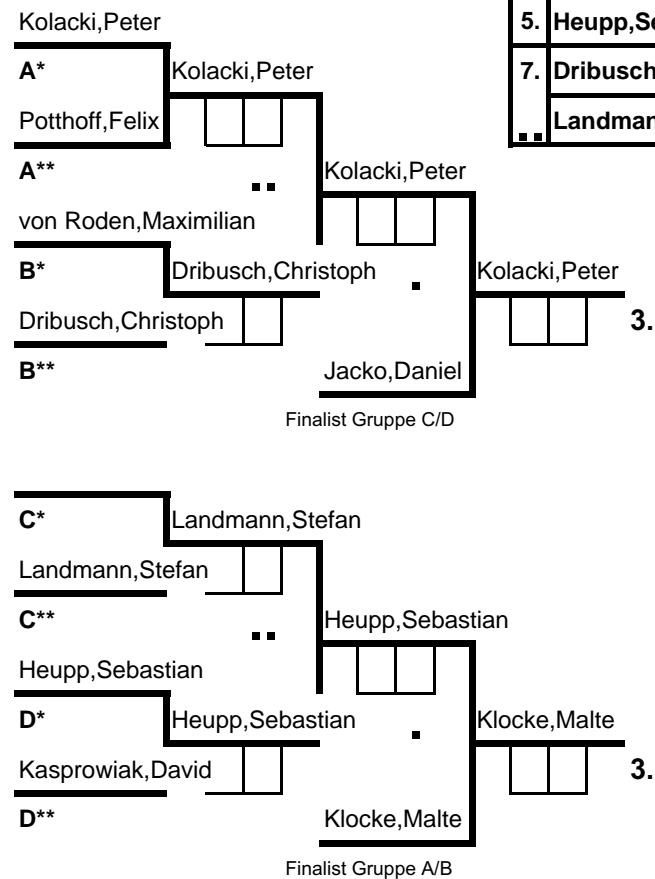 Kolacki,Peter
5.
A*
Kolacki,Peter
7. Dribusch
Potthoff,Felix
A**
Kolacki,Peter
von Roden,Maximilian
B*
Dribusch,Christoph
Kolacki,Peter
Dribusch,Christoph
3.
B**
Jacko,Daniel
Finalist Gruppe C/D
C*
Landmann,Stefan
Landmann,Stefan
C**
Heupp,Sebastian
Heupp,Sebastian
D*
Heupp,Sebastian
Klocke,Malte
Kasprowiak,David
3.
D**
Klocke,Malte
Finalist Gruppe A/B